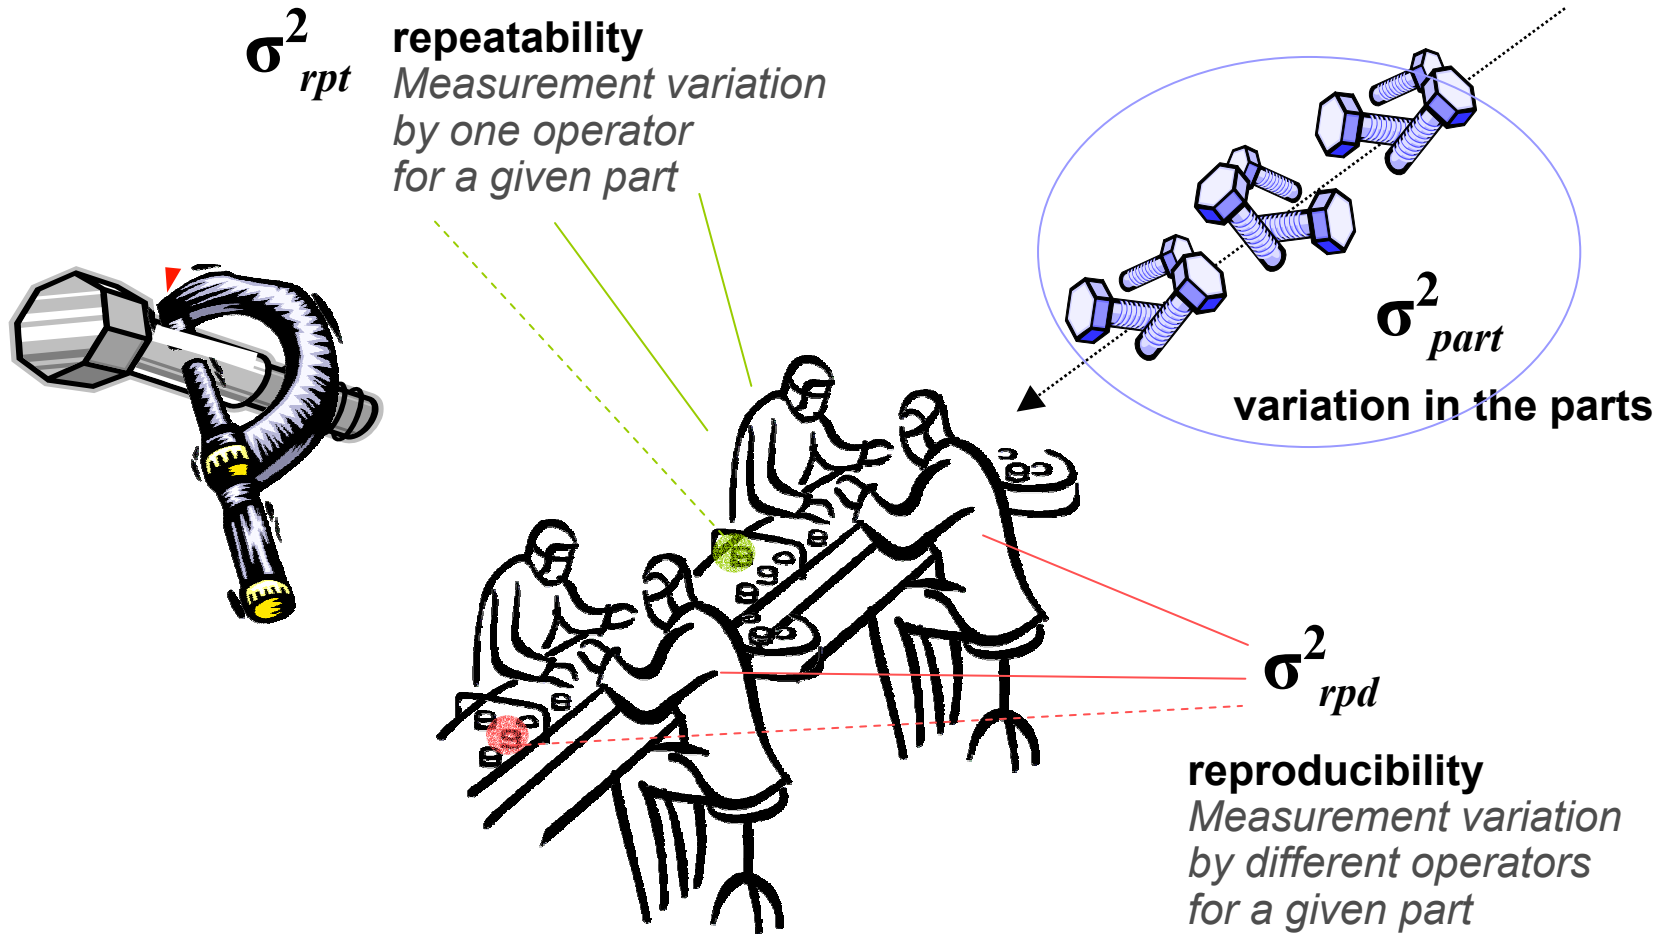 σ²rpt
repeatability
Measurement variation
by one operator
for a given part
σ²part
variation in the parts
σ²rpd
reproducibility
Measurement variation
by different operators
for a given part